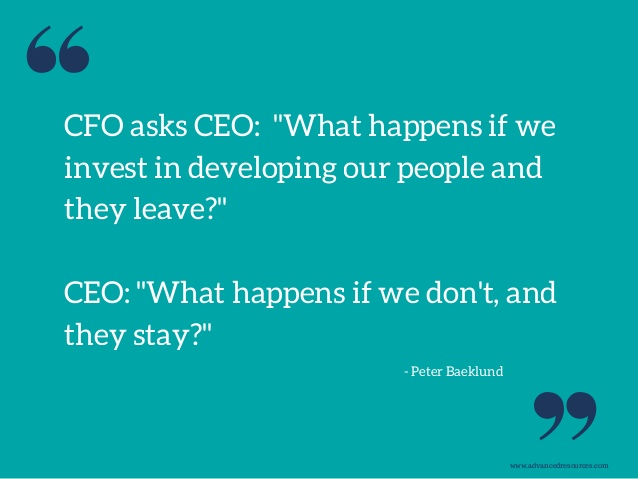 “
CFO asks CEO:  "What happens if we
invest in developing our people and
they leave?"
CEO: "What happens if we don't, and
they stay?"
- Peter Baeklund
”
www.advancedresources.com